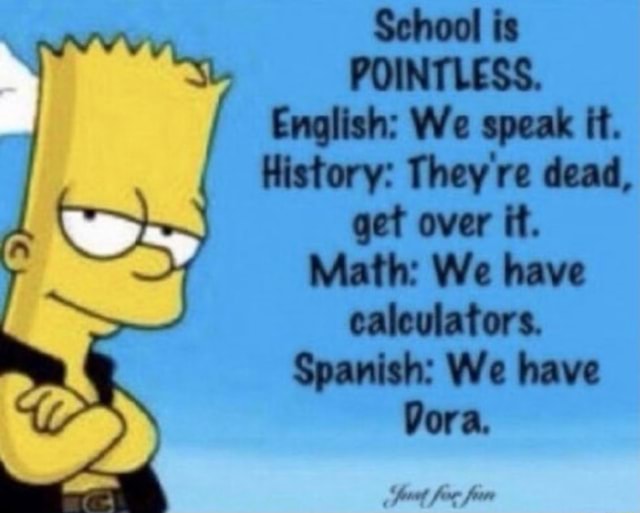 School is
POINTLESS.
English: We speak it.
History: They're dead,
get over it.
Math: We have
calculators.
Spanish: We have
Dora.
Just for fun